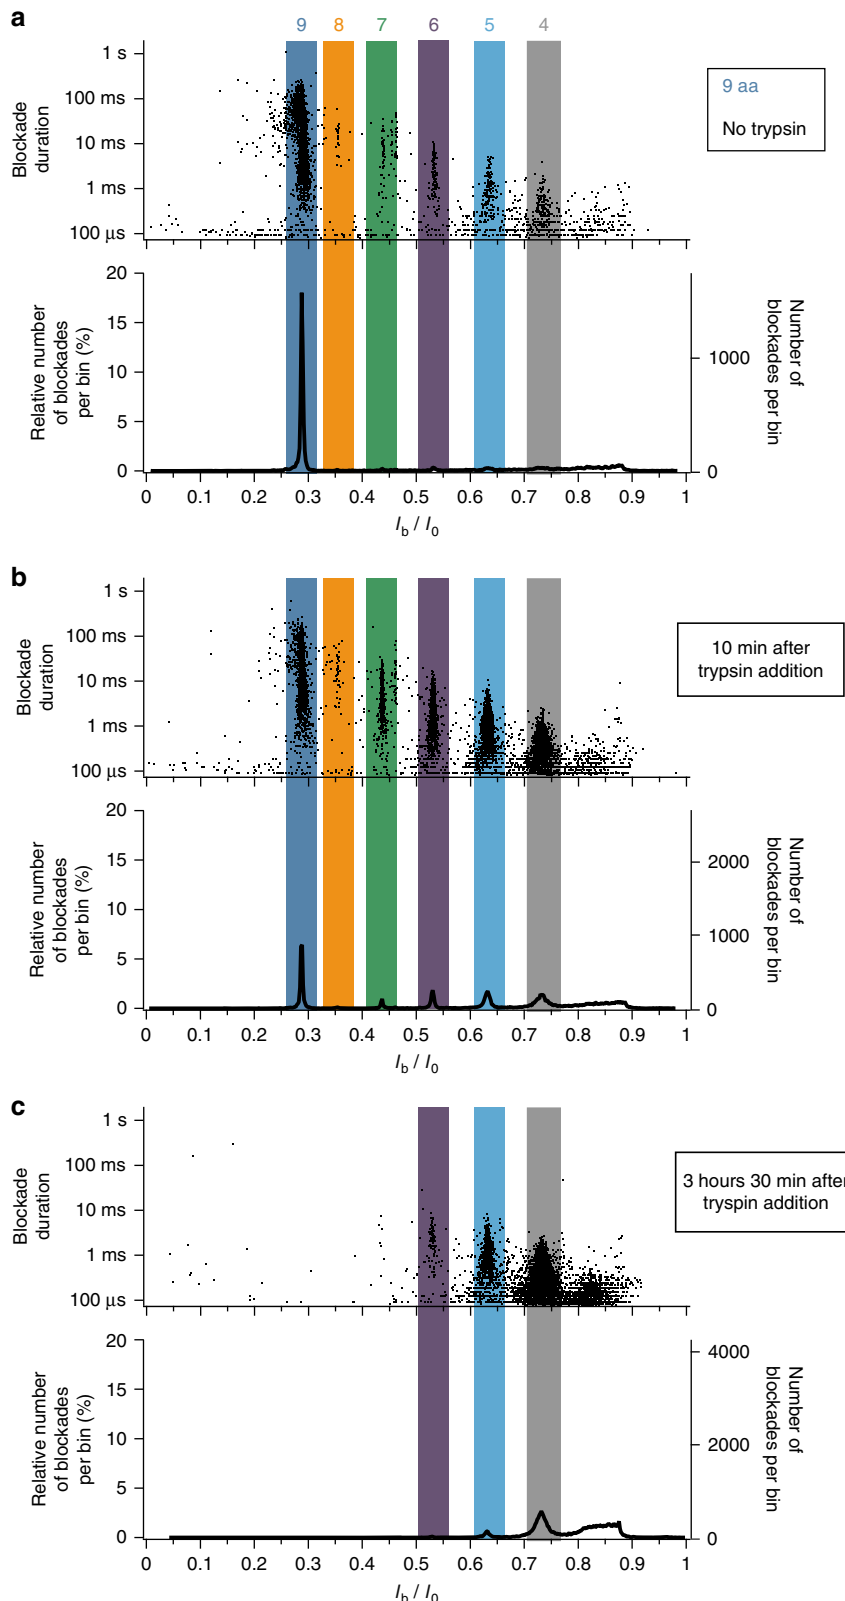 a
9 8 7 6 5 4
1 s
100 ms
10 ms
1 ms
100 µs
Blockade
duration
9 aa
No trypsin
20
15
10
5
0
Relative number
of blockades
per bin (%)
1000
0
Number of
blockades per bin
0 0.1 0.2 0.3 0.4 0.5 0.6 0.7 0.8 0.9 1
Ib / I0
b
1 s
100 ms
10 ms
1 ms
100 µs
Blockade
duration
10 min after
trypsin addition
20
15
10
5
0
Relative number
of blockades
per bin (%)
2000
1000
0
Number of
blockades per bin
0 0.1 0.2 0.3 0.4 0.5 0.6 0.7 0.8 0.9 1
Ib / I0
c
1 s
100 ms
10 ms
1 ms
100 µs
Blockade
duration
3 hours 30 min after
tryspin addition
20
15
10
5
0
Relative number
of blockades
per bin (%)
4000
2000
0
Number of
blockades per bin
0 0.1 0.2 0.3 0.4 0.5 0.6 0.7 0.8 0.9 1
Ib / I0